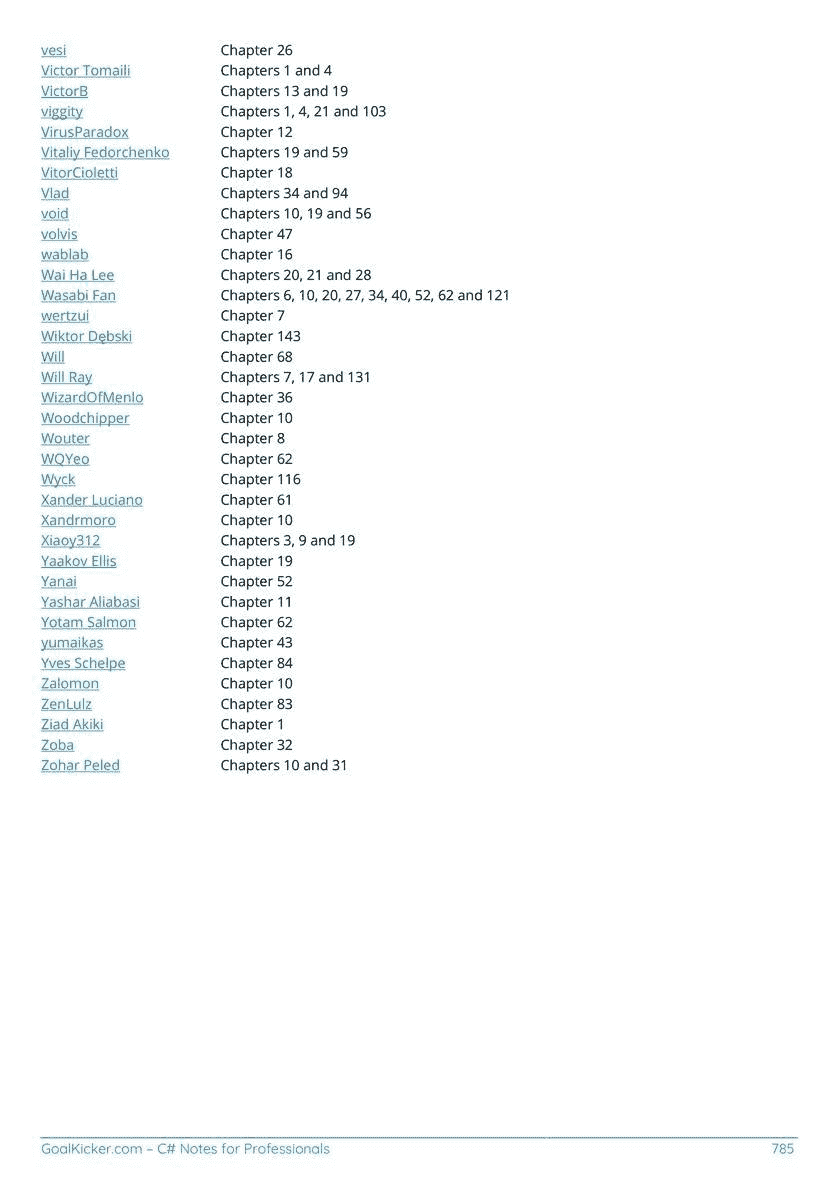 vesi Chapter 26
Victor Tomaili Chapters 1 and 4
VictorB Chapters 13 and 19
viggity Chapters 1, 4, 21 and 103
VirusParadox Chapter 12
Vitaliy Fedorchenko Chapters 19 and 59
VitorCioletti Chapter 18
Vlad Chapters 34 and 94
void Chapters 10, 19 and 56
volvis Chapter 47
wablab Chapter 16
Wai Ha Lee Chapters 20, 21 and 28
Wasabi Fan Chapters 6, 10, 20, 27, 34, 40, 52, 62 and 121
wertzui Chapter 7
Wiktor Dębski Chapter 143
Will Chapter 68
Will Ray Chapters 7, 17 and 131
WizardOfMenlo Chapter 36
Woodchipper Chapter 10
Wouter Chapter 8
WQYeo Chapter 62
Wyck Chapter 116
Xander Luciano Chapter 61
Xandrmoro Chapter 10
Xiaoy312 Chapters 3, 9 and 19
Yaakov Ellis Chapter 19
Yanai Chapter 52
Yashar Aliabasi Chapter 11
Yotam Salmon Chapter 62
yumaikas Chapter 43
Yves Schelpe Chapter 84
Zalomon Chapter 10
ZenLulz Chapter 83
Ziad Akiki Chapter 1
Zoba Chapter 32
Zohar Peled Chapters 10 and 31
GoalKicker.com – C# Notes for Professionals 785